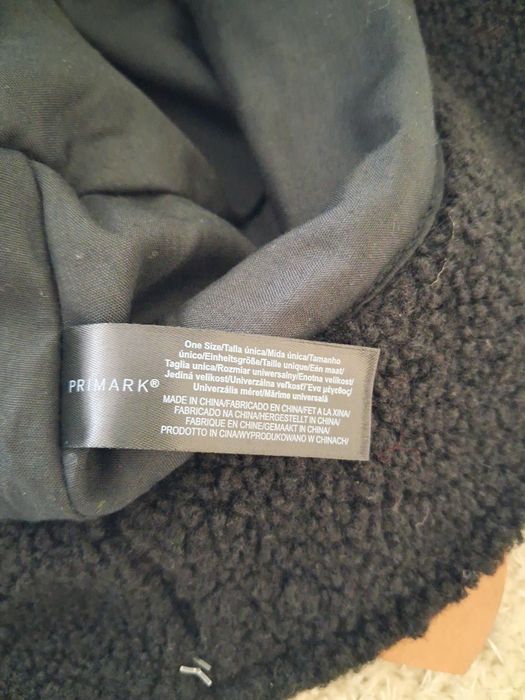 PRIMARK®
One Size/Talla única/Mida única/Tamanho
único/Einheitsgröße/Taille unique/Eén maat/
Taglia unica/Rozmiar uniwersalny/Enotna velikost/
Jediná velikost/Univerzálna veľkosť/Ένα μέγεθος/
Univerzális méret/Mărime universală
MADE IN CHINA/FABRICADO EN CHINA/FET A LA XINA/
FABRICADO NA CHINA/HERGESTELLT IN CHINA/
FABRIQUE EN CHINE/GEMAAKT IN CHINA/
PRODOTTO IN CINA/WYPRODUKOWANO W CHINACH/